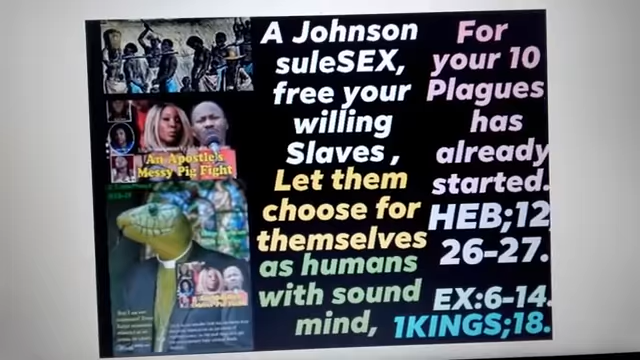 A Johnson
suleSEX,
free your
willing
Slaves ,
Let them
choose for
themselves
as humans
with sound
mind,
For
your 10
Plagues
has
already
started.
HEB;12
26-27.
EX:6-14.
1KINGS;18.
An Apostle's
Messy Pig Fight